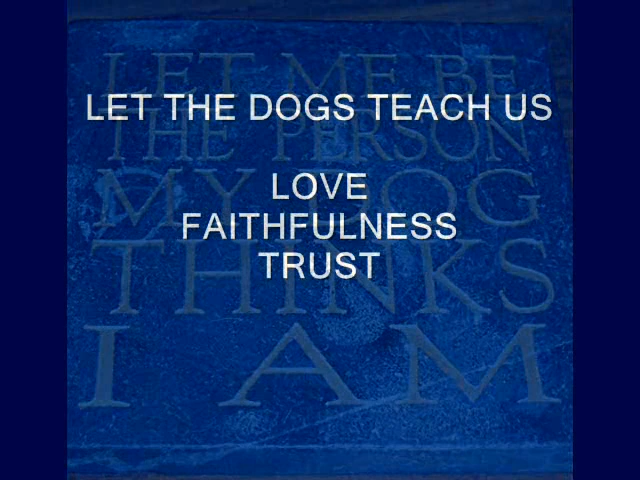 LET THE DOGS TEACH US
LOVE
FAITHFULNESS
TRUST
LET ME BE
THE PERSON
MY DOG
THINKS
I AM